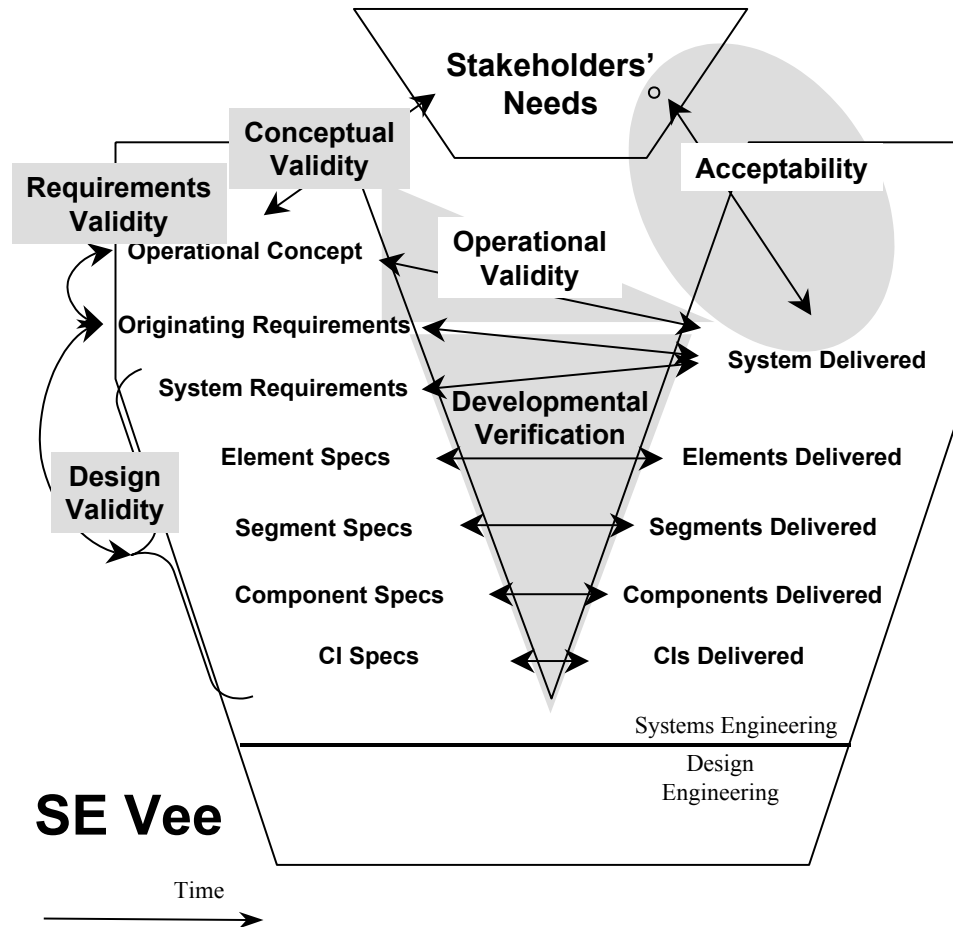 Stakeholders’
Needs
Conceptual
Validity
Acceptability
Requirements
Validity
Operational Concept
Operational
Validity
Originating Requirements
System Delivered
System Requirements
Developmental
Verification
Element Specs
Elements Delivered
Design
Validity
Segment Specs
Segments Delivered
Component Specs
Components Delivered
CI Specs
CIs Delivered
Systems Engineering
Design
Engineering
SE Vee
Time